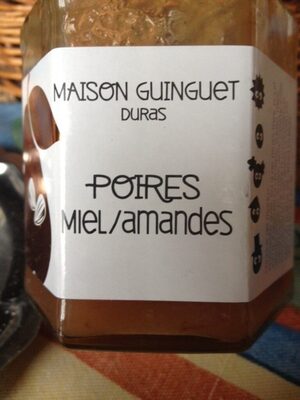 MAISON GUINGUET
DURAS
POIRES
MIEL/amandes